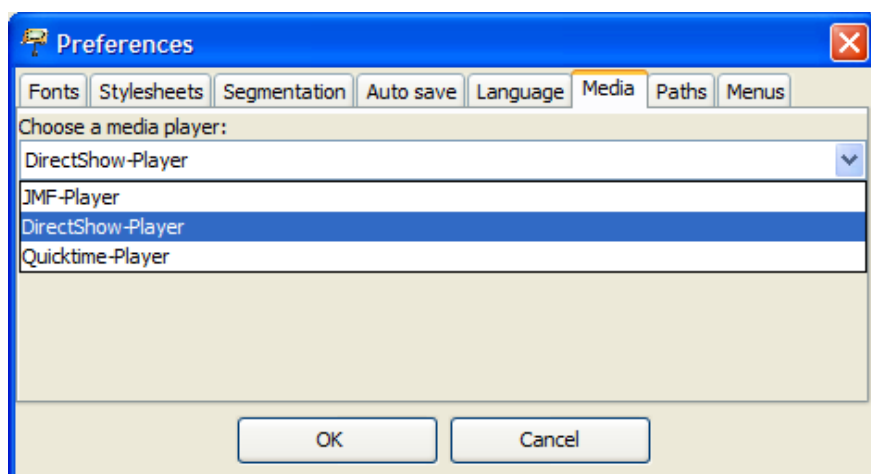 Preferences
Fonts Stylesheets Segmentation Auto save Language Media Paths Menus
Choose a media player:
DirectShow-Player
JMF-Player
DirectShow-Player
Quicktime-Player
OK Cancel